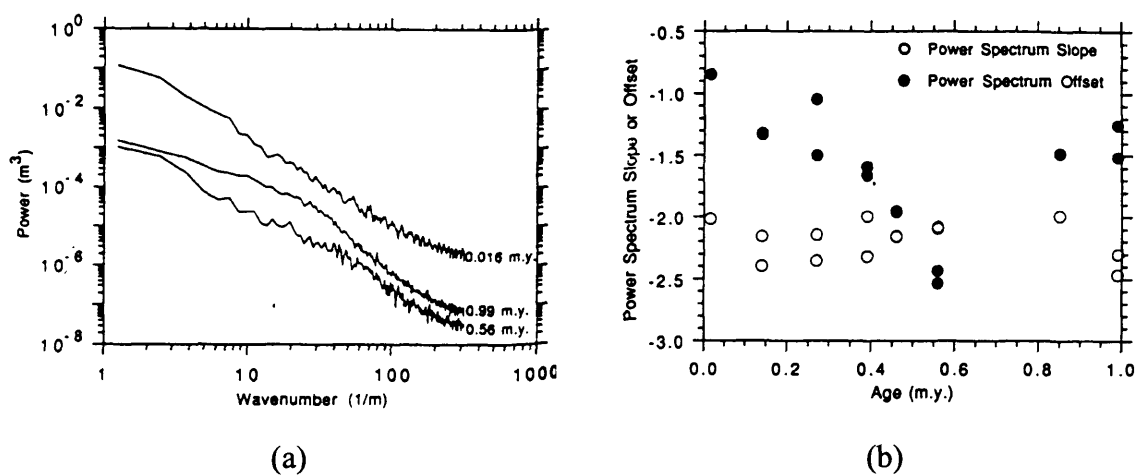 10^0
10^-2
10^-4
10^-6
10^-8
Power (m^3)
0.016 m.y.
0.99 m.y.
0.56 m.y.
1
10
100
1000
Wavenumber (1/m)
(a)
-0.5
-1.0
-1.5
-2.0
-2.5
-3.0
Power Spectrum Slope or Offset
Power Spectrum Slope
Power Spectrum Offset
0.0
0.2
0.4
0.6
0.8
1.0
Age (m.y.)
(b)